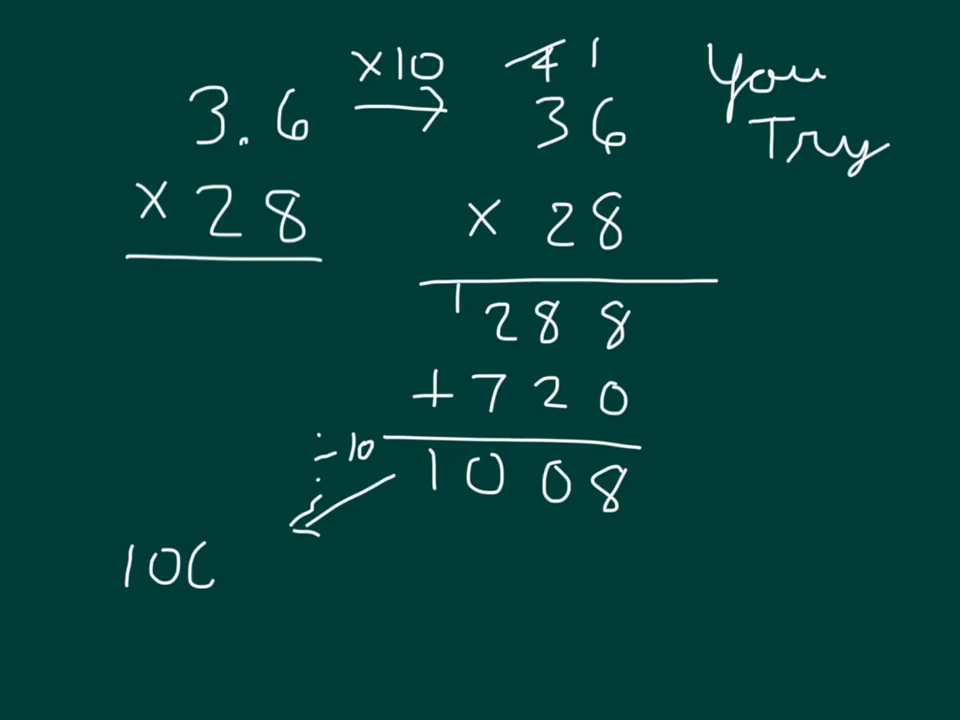 ×10 4 1 You
3.6 → 36 Try
× 28 × 28
1
288
+ 720
÷ 10
1008
100